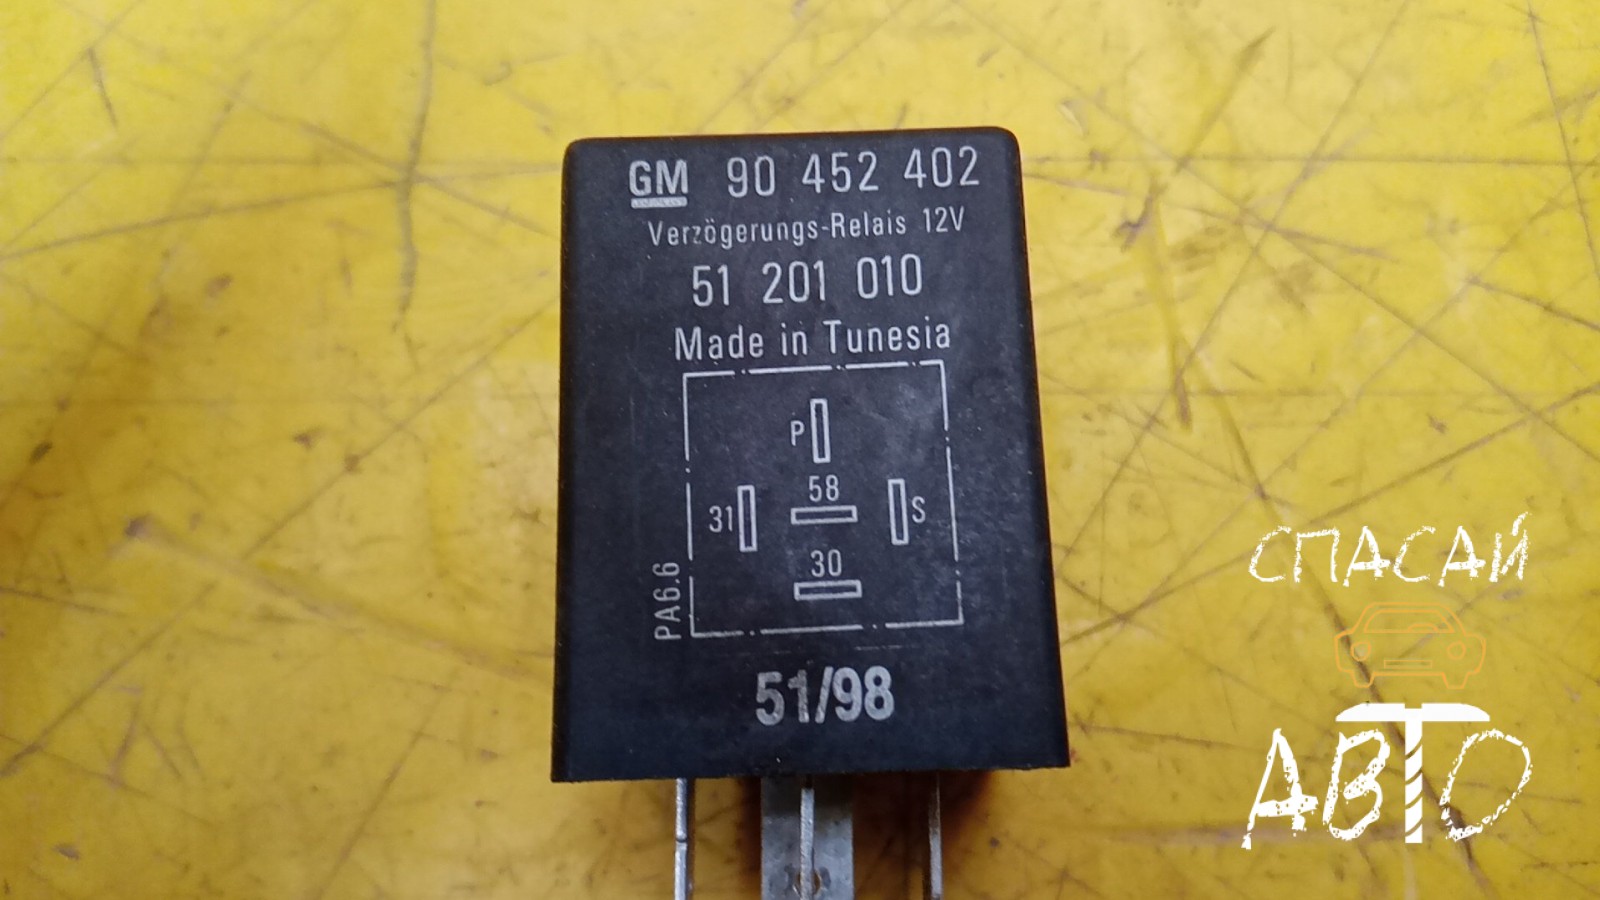 GM 90 452 402
Verzögerungs-Relais 12V
51 201 010
Made in Tunesia
P
58
31
S
30
PA6.6
51/98
СПАСАЙ
АВТО